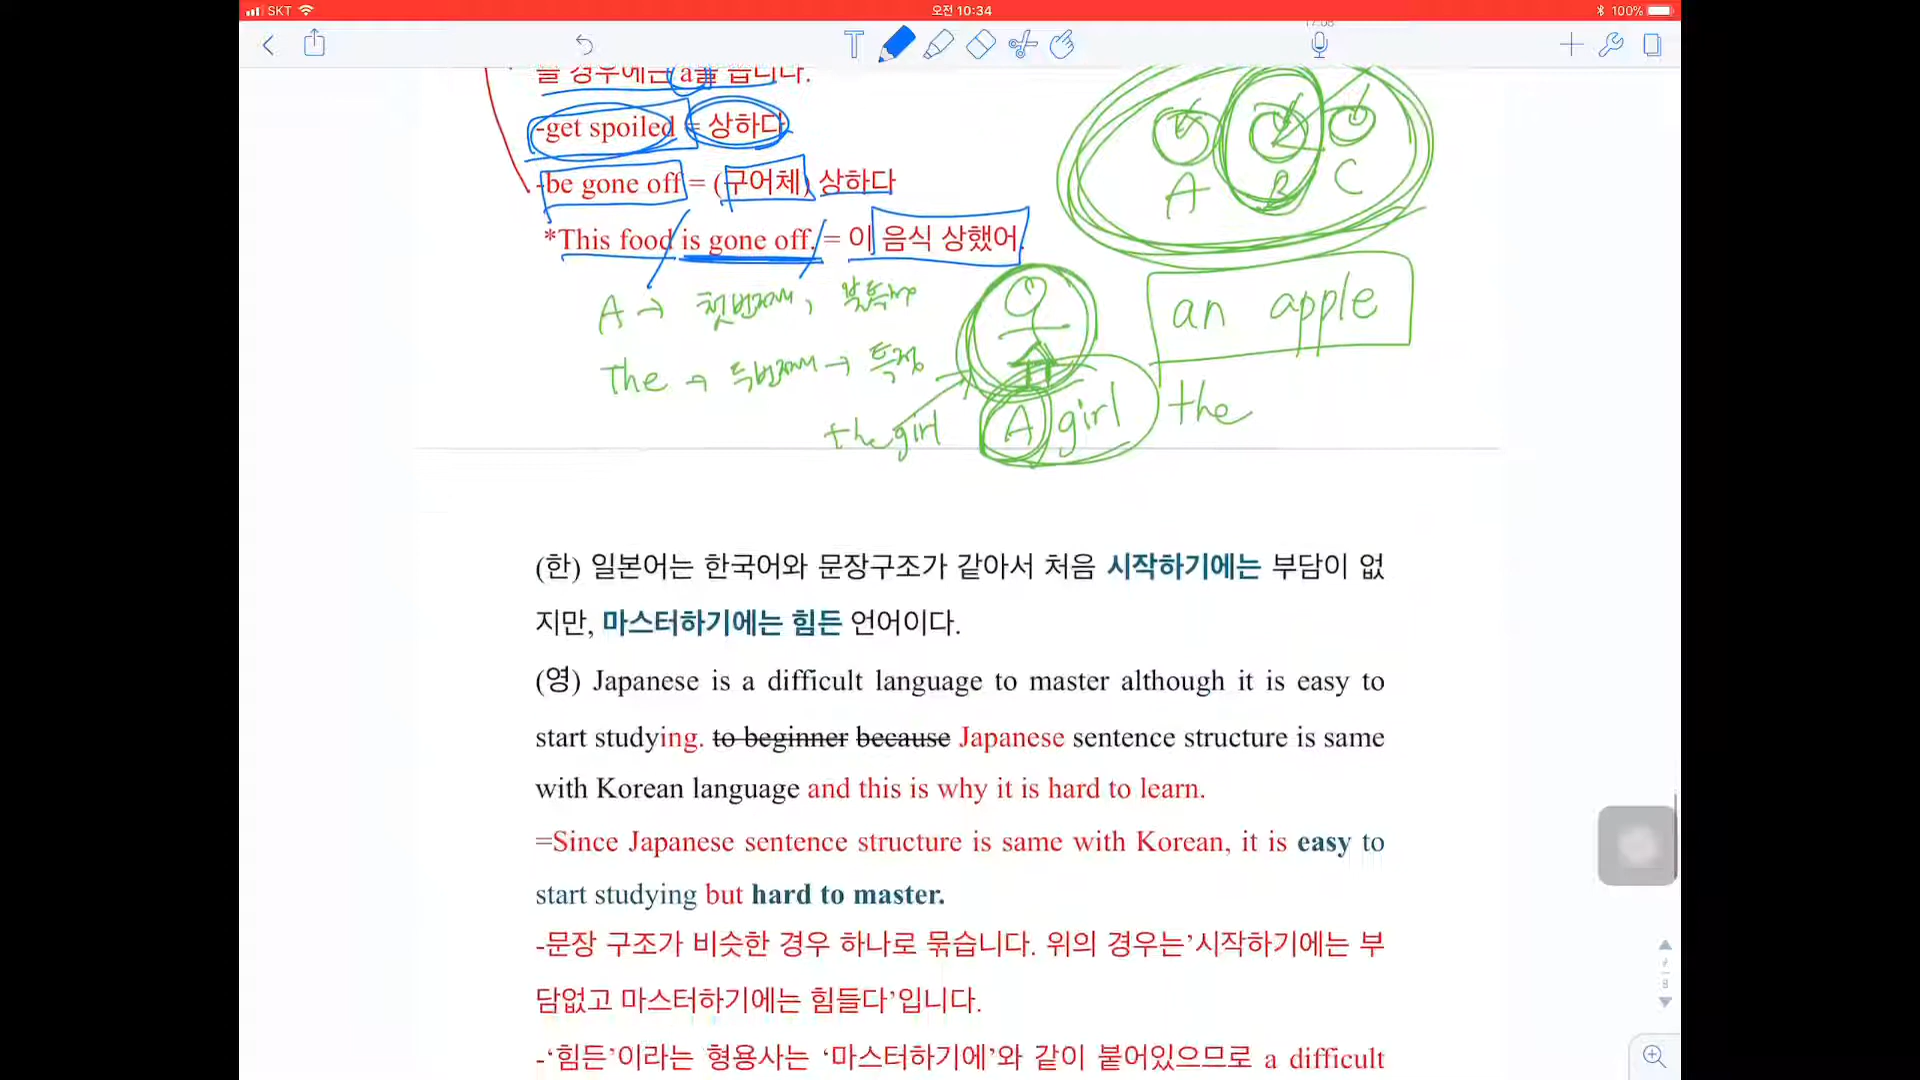 SKT 오전 10:34 100%
를 경우에는 a를 씁니다.
-get spoiled = 상하다
A B C
-be gone off = (구어체) 상하다
*This food is gone off. = 이 음식 상했어.
A → 첫번째,
an apple
The → 두번째 → 특정
the girl
A girl
the
(한) 일본어는 한국어와 문장구조가 같아서 처음 시작하기에는 부담이 없
지만, 마스터하기에는 힘든 언어이다.
(영) Japanese is a difficult language to master although it is easy to
start studying. to beginner because Japanese sentence structure is same
with Korean language and this is why it is hard to learn.
=Since Japanese sentence structure is same with Korean, it is easy to
start studying but hard to master.
-문장 구조가 비슷한 경우 하나로 묶습니다. 위의 경우는’시작하기에는 부
담없고 마스터하기에는 힘들다’입니다.
-‘힘든’이라는 형용사는 ‘마스터하기에’와 같이 붙어있으므로 a difficult